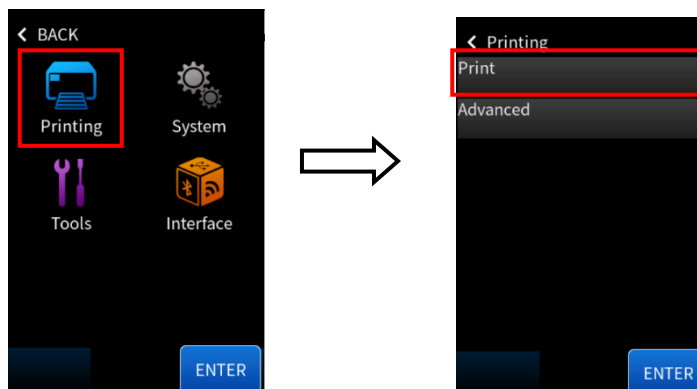 BACK
Printing
System
Tools
Interface
ENTER
Printing
Print
Advanced
ENTER